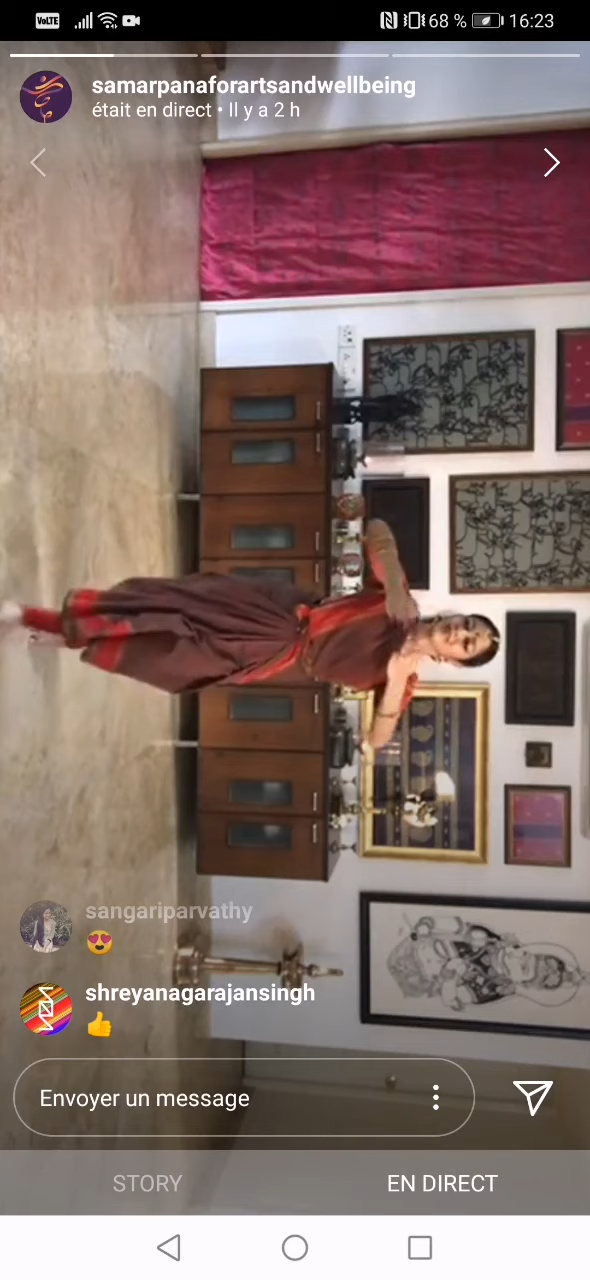 VoLTE 68 % 16:23
samarpanaforartsandwellbeing
était en direct • Il y a 2 h
sangariparvathy
😍
shreyanagarajansingh
👍
Envoyer un message
STORY EN DIRECT